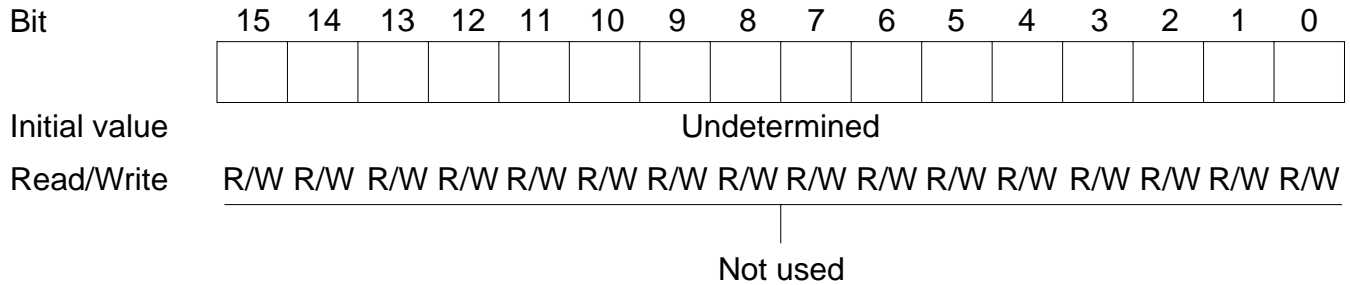 Bit 15 14 13 12 11 10 9 8 7 6 5 4 3 2 1 0
Initial value Undetermined
Read/Write R/W R/W R/W R/W R/W R/W R/W R/W R/W R/W R/W R/W R/W R/W R/W R/W
Not used